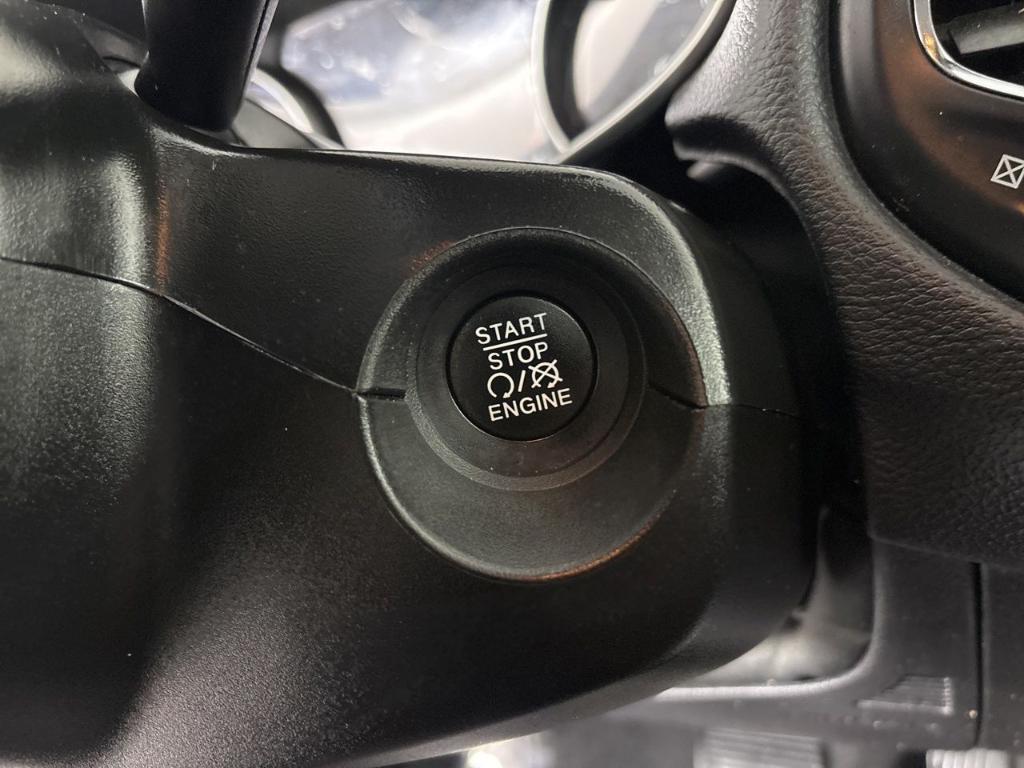 START
STOP
/
ENGINE